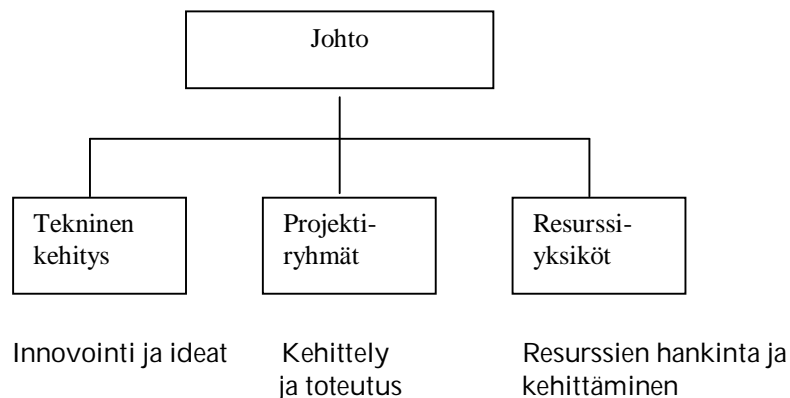 Johto
Tekninen
kehitys
Projekti-
ryhmät
Resurssi-
yksiköt
Innovointi ja ideat
Kehittely
ja toteutus
Resurssien hankinta ja
kehittäminen